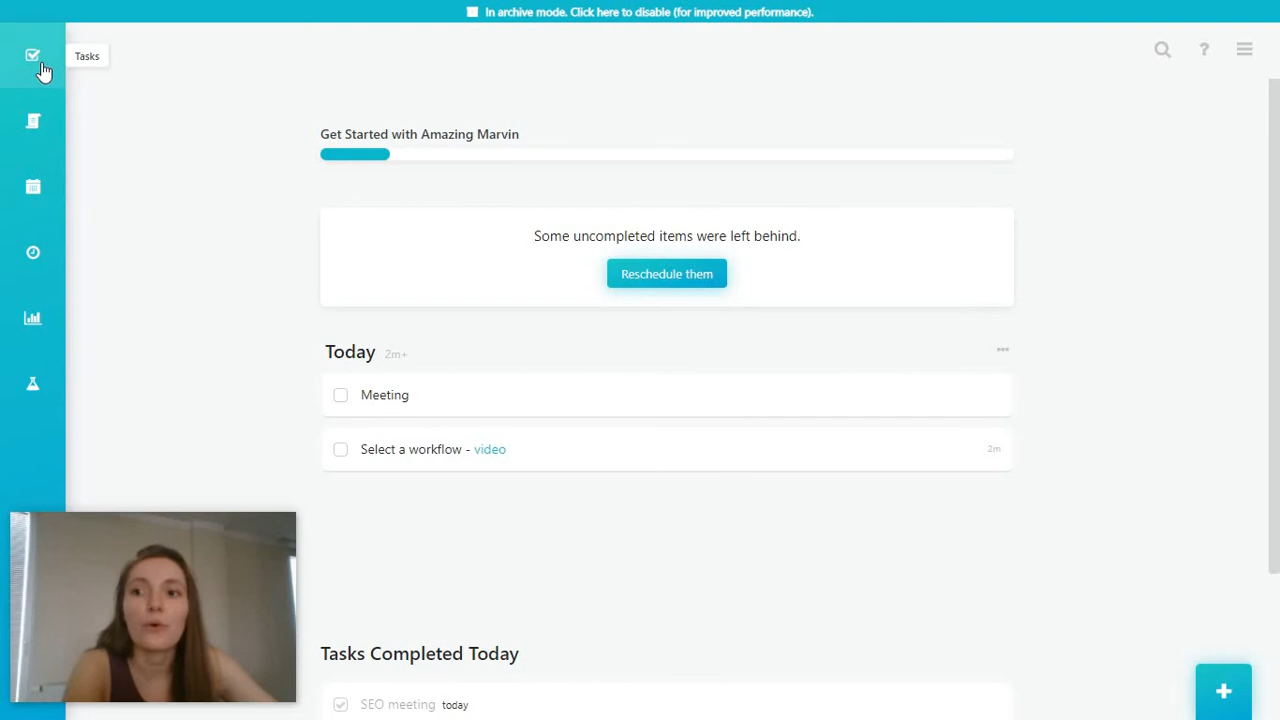 In archive mode. Click here to disable (for improved performance).
Tasks
?
Get Started with Amazing Marvin
Some uncompleted items were left behind.
Reschedule them
Today 2m+
Meeting
Select a workflow - video 2m
Tasks Completed Today
SEO meeting today